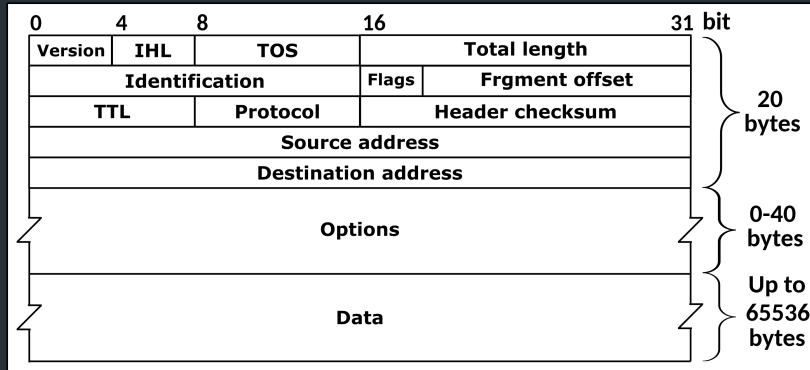 0 4 8 16 31 bit
Version IHL TOS Total length
Identification Flags Frgment offset
TTL Protocol Header checksum
20
bytes
Source address
Destination address
Options
0-40
bytes
Data
Up to
65536
bytes